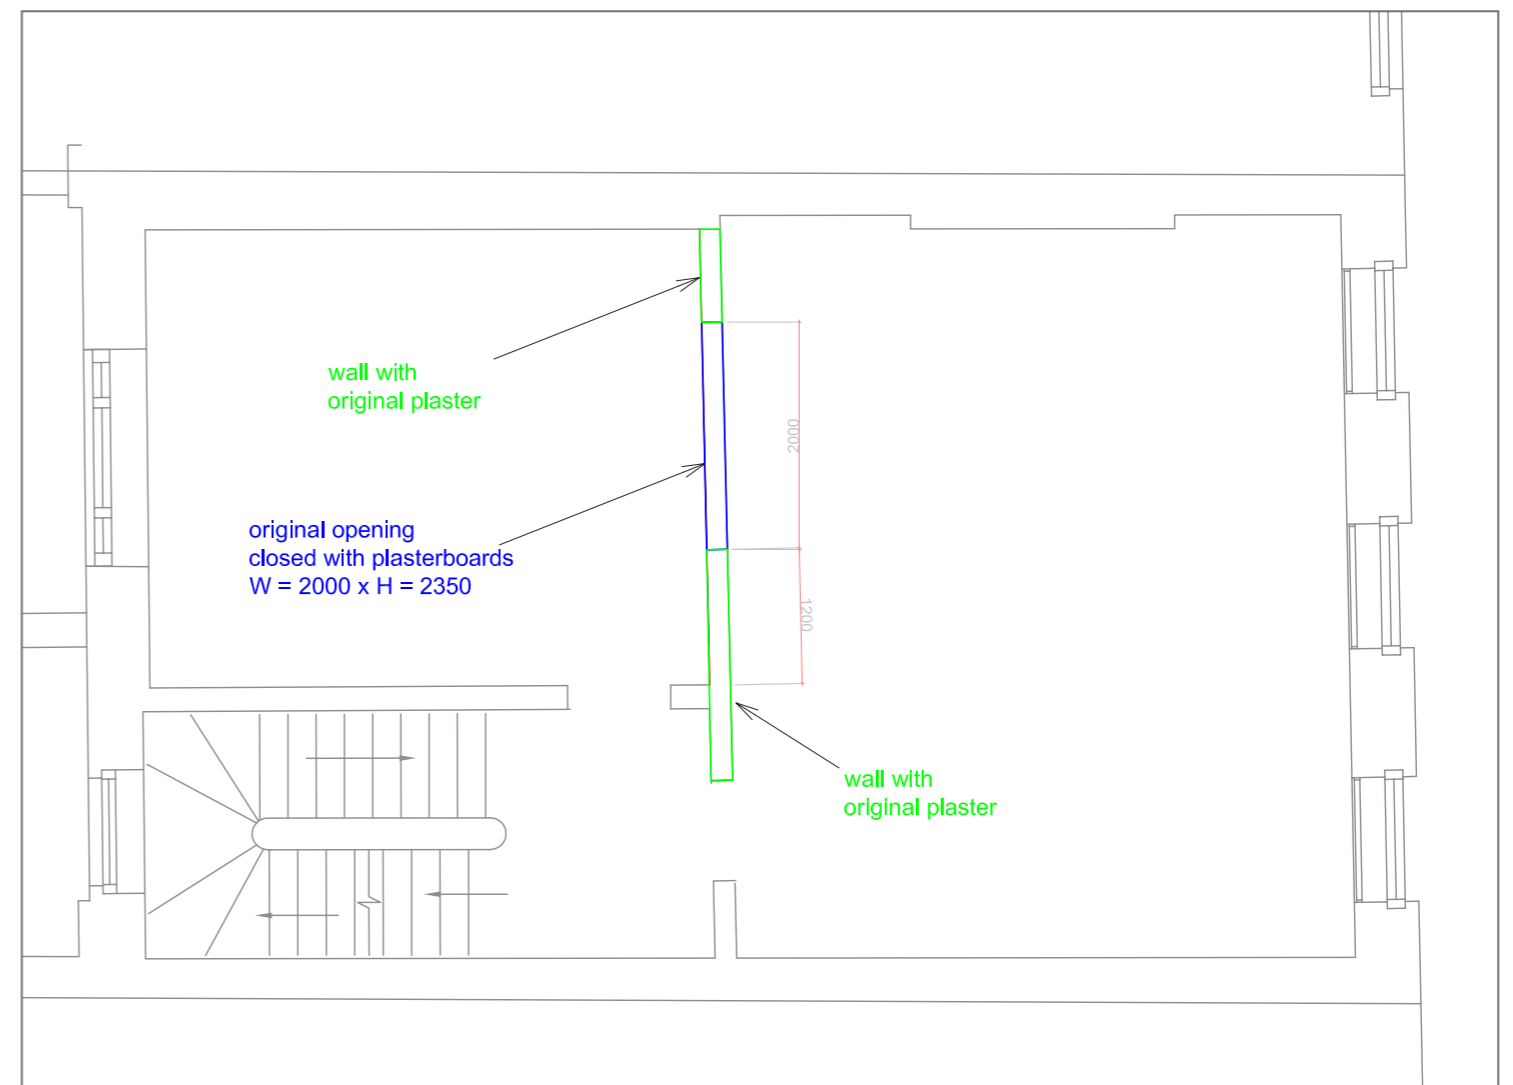 wall with
original plaster
2000
original opening
closed with plasterboards
W = 2000 x H = 2350
1200
wall with
original plaster